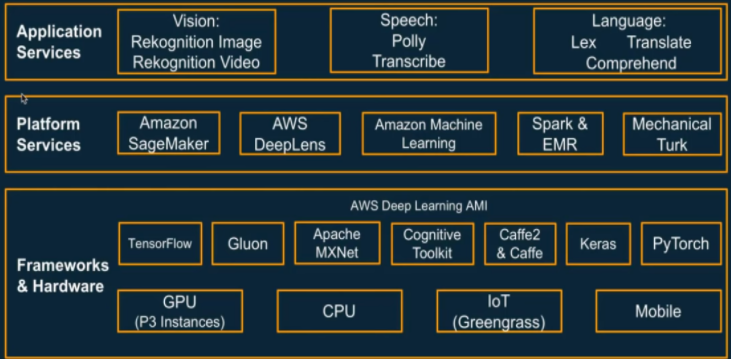 Application
Services
Vision:
Rekognition Image
Rekognition Video
Speech:
Polly
Transcribe
Language:
Lex Translate
Comprehend
Platform
Services
Amazon
SageMaker
AWS
DeepLens
Amazon Machine
Learning
Spark &
EMR
Mechanical
Turk
Frameworks
& Hardware
AWS Deep Learning AMI
TensorFlow
Gluon
Apache
MXNet
Cognitive
Toolkit
Caffe2
& Caffe
Keras
PyTorch
GPU
(P3 Instances)
CPU
IoT
(Greengrass)
Mobile